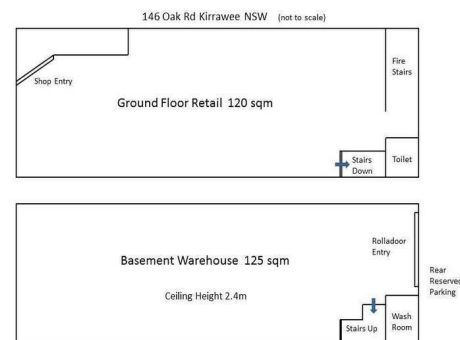 146 Oak Rd Kirrawee NSW (not to scale)
Fire
Stairs
Shop Entry
Ground Floor Retail 120 sqm
Stairs
Down
Toilet
Rolladoor
Entry
Basement Warehouse 125 sqm
Rear
Reserved
Parking
Ceiling Height 2.4m
Wash
Room
Stairs Up